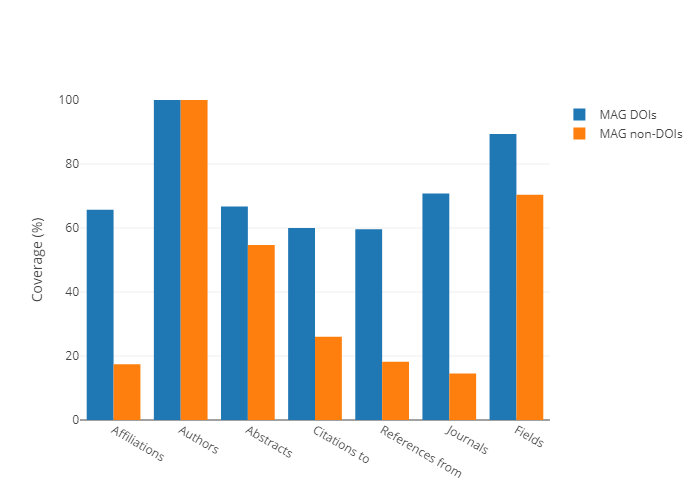 100
80
60
40
20
0
Coverage (%)
Affiliations
Authors
Abstracts
Citations to
References from
Journals
Fields
MAG DOIs
MAG non-DOIs